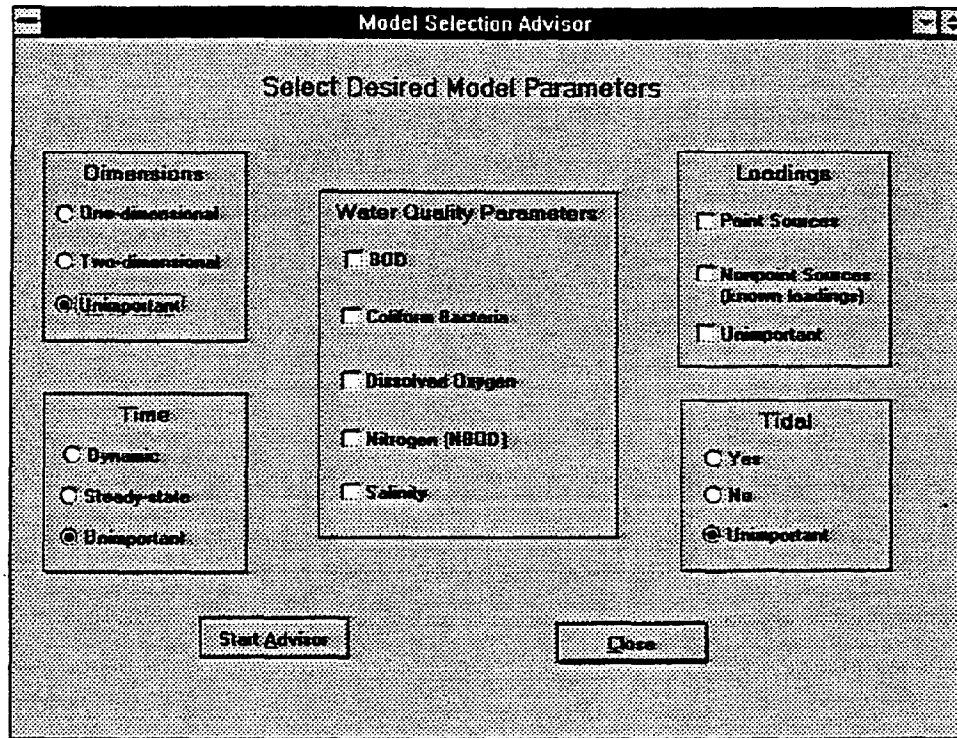 Model Selection Advisor
Select Desired Model Parameters
Dimensions
One-dimensional
Two-dimensional
Unimportant
Time
Dynamic
Steady-state
Unimportant
Water Quality Parameters
BOD
Coliform Bacteria
Dissolved Oxygen
Nitrogen (NBOD)
Salinity
Loadings
Point Sources
Nonpoint Sources
(known loadings)
Unimportant
Tidal
Yes
No
Unimportant
Start Advisor
Close